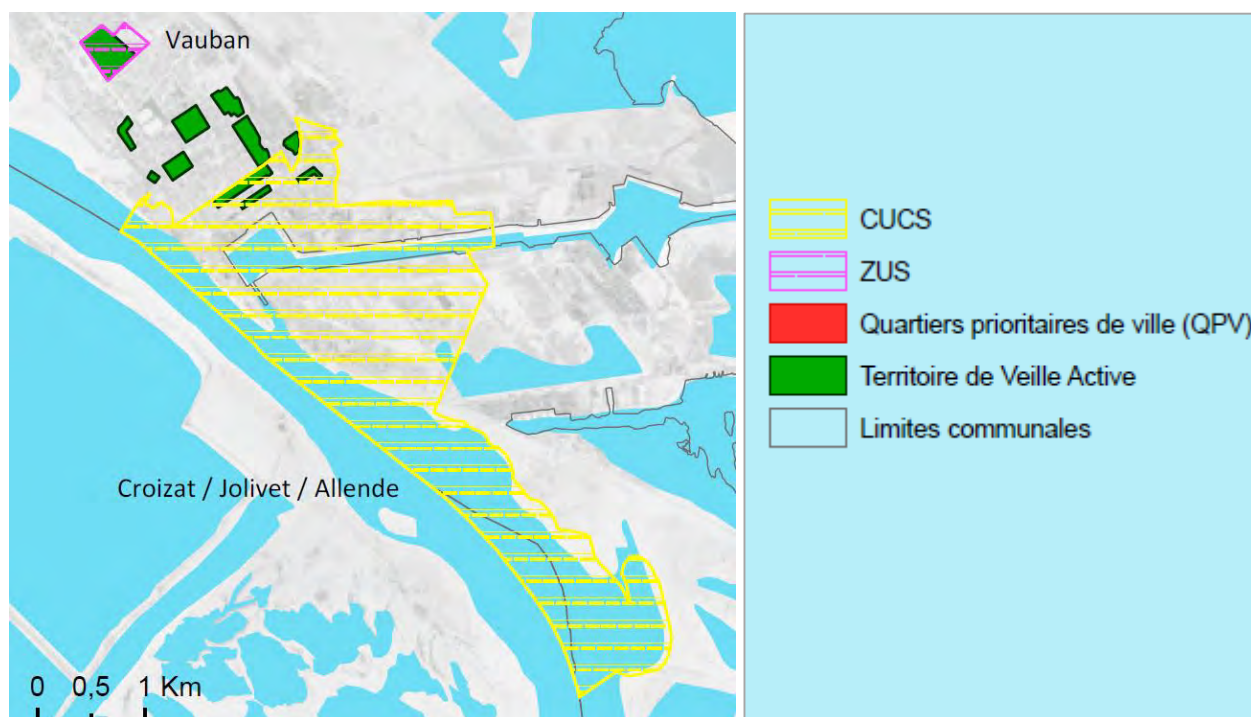 Vauban
Croizat / Jolivet / Allende
0 0,5 1 Km
CUCS
ZUS
Quartiers prioritaires de ville (QPV)
Territoire de Veille Active
Limites communales